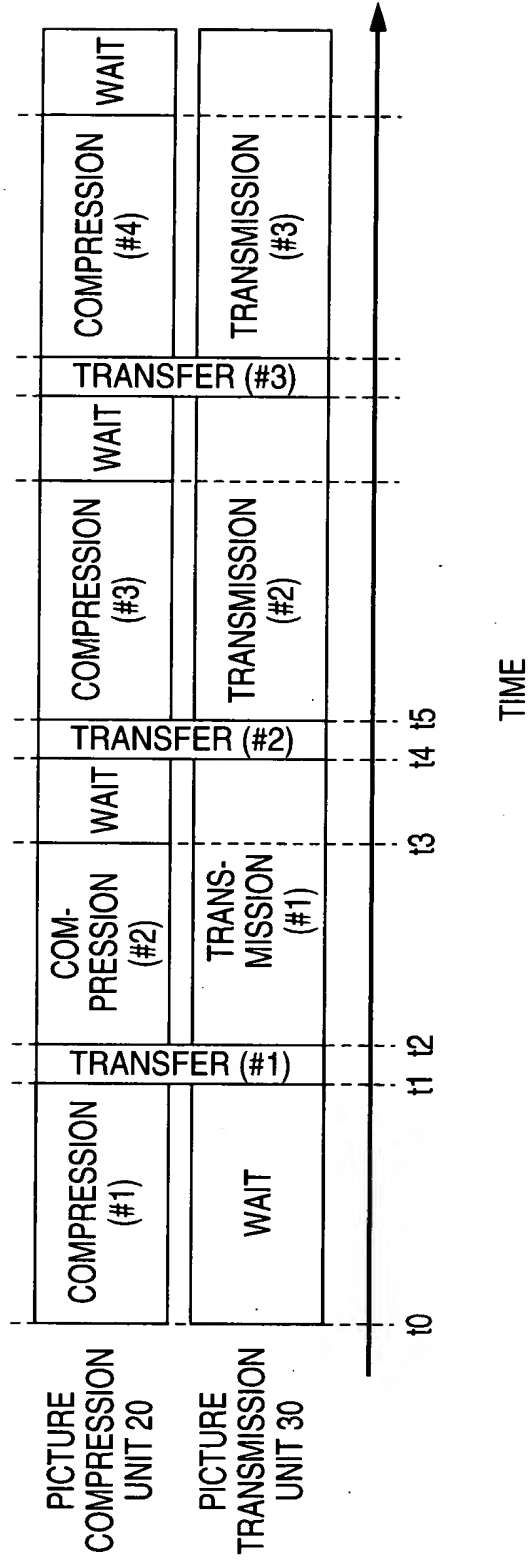 PICTURE
COMPRESSION
UNIT 20
COMPRESSION
(#1)
COM-
PRESSION
(#2)
WAIT
COMPRESSION
(#3)
WAIT
COMPRESSION
(#4)
WAIT
TRANSFER (#1)
TRANSFER (#2)
TRANSFER (#3)
PICTURE
TRANSMISSION
UNIT 30
WAIT
TRANS-
MISSION
(#1)
TRANSMISSION
(#2)
TRANSMISSION
(#3)
t0
t1
t2
t3
t4
t5
TIME